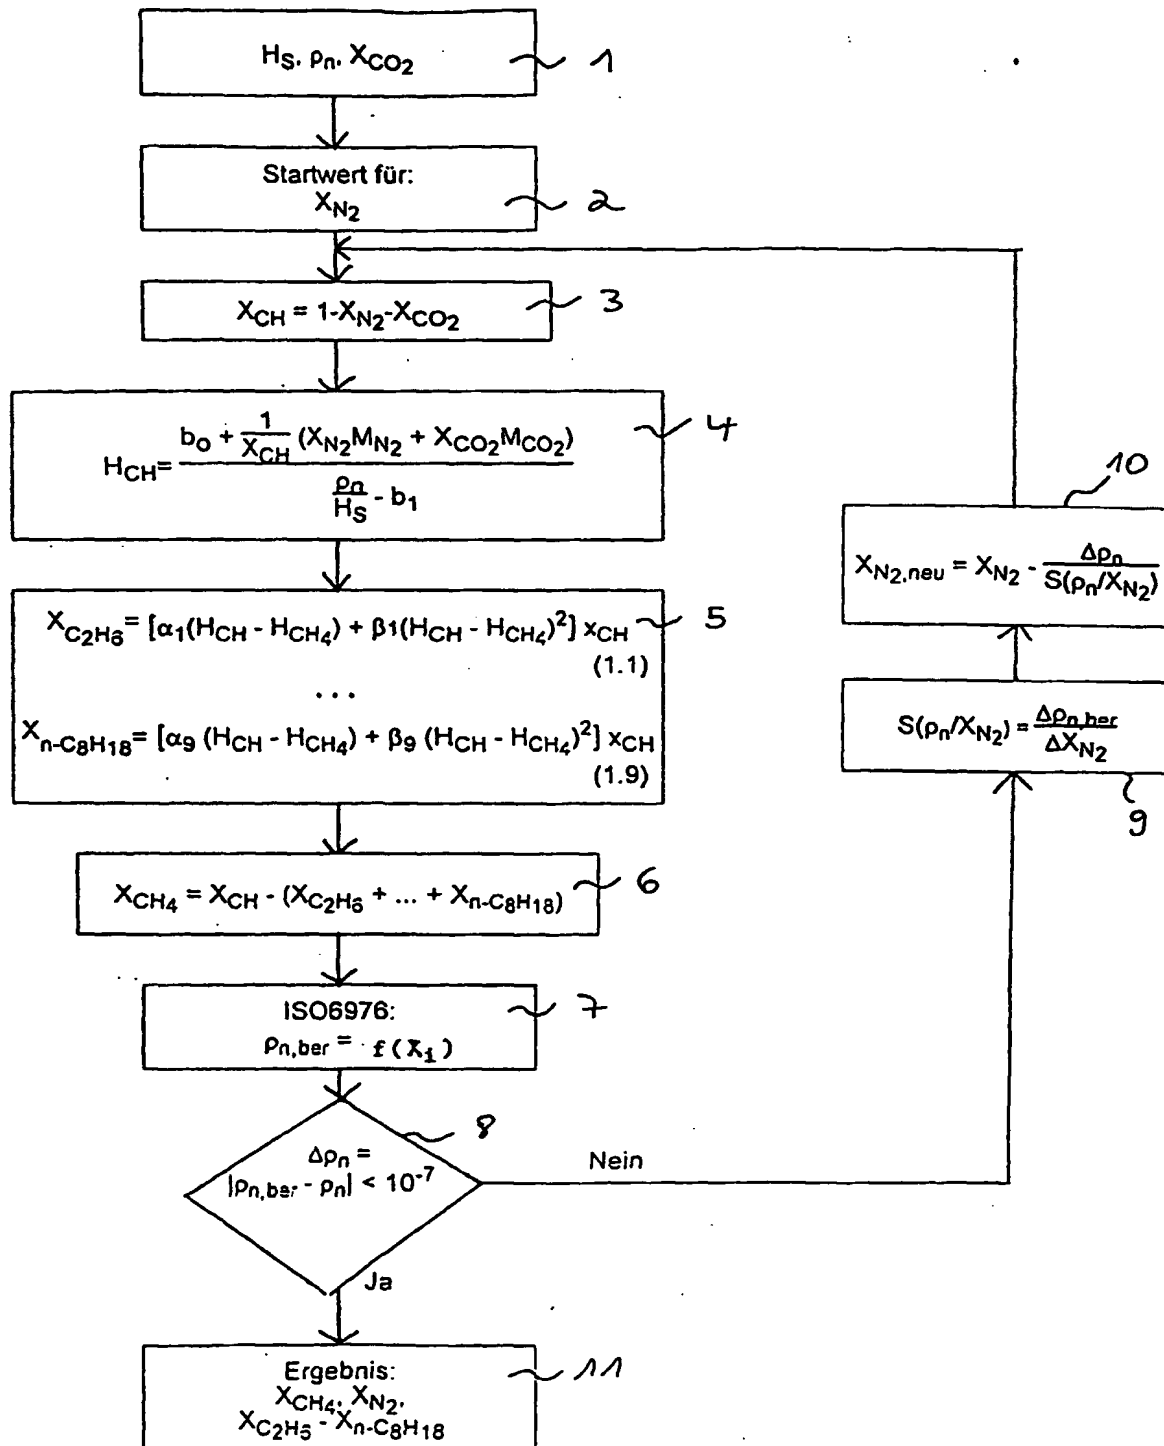 H_S, ρ_n, X_CO2
1
Startwert für:
X_N2
2
X_CH = 1-X_N2-X_CO2
3
H_CH = (b_0 + 1/X_CH (X_N2 M_N2 + X_CO2 M_CO2)) / (ρ_n/H_S - b_1)
4
X_C2H6 = [α_1(H_CH - H_CH4) + β1(H_CH - H_CH4)^2] x_CH
5
(1.1)
...
X_n-C8H18 = [α_9 (H_CH - H_CH4) + β_9 (H_CH - H_CH4)^2] x_CH
(1.9)
X_CH4 = X_CH - (X_C2H6 + ... + X_n-C8H18)
6
ISO6976:
ρ_n,ber = f(X_i)
7
8
Δρ_n =
|ρ_n,ber - ρ_n| < 10^-7
Nein
Ja
S(ρ_n/X_N2) = Δρ_n,ber / ΔX_N2
9
X_N2,neu = X_N2 - Δρ_n / S(ρ_n/X_N2)
10
Ergebnis:
X_CH4, X_N2,
X_C2H6 - X_n-C8H18
11